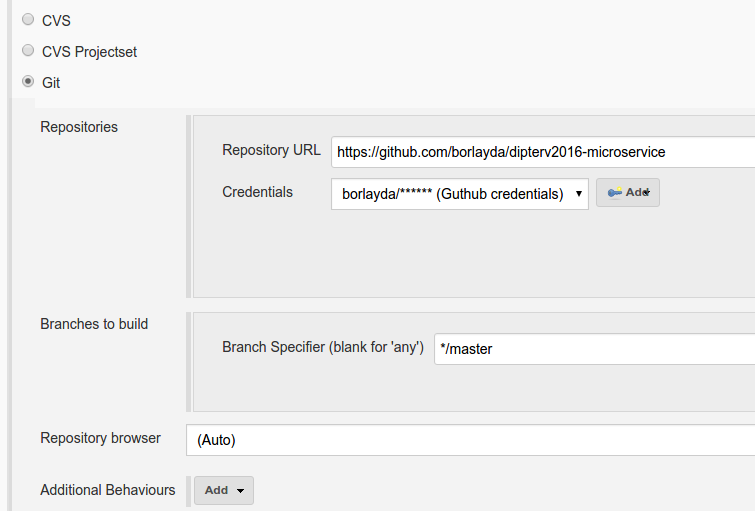 CVS
CVS Projectset
Git
Repositories
Repository URL https://github.com/borlayda/dipterv2016-microservice
Credentials borlayda/****** (Guthub credentials) Add
Branches to build
Branch Specifier (blank for 'any') */master
Repository browser (Auto)
Additional Behaviours Add